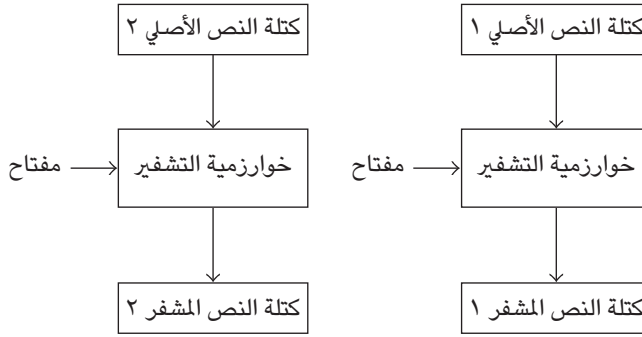 كتلة النص الأصلي ١
كتلة النص الأصلي ٢
خوارزمية التشفير
مفتاح
خوارزمية التشفير
مفتاح
كتلة النص المشفر ١
كتلة النص المشفر ٢